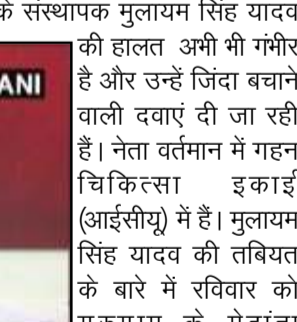 के संस्थापक मुलायम सिंह यादव
की हालत अभी भी गंभीर
ANI
है और उन्हें जिंदा बचाने
वाली दवाएं दी जा रही
हैं। नेता वर्तमान में गहन
चिकित्सा इकाई
(आईसीयू) में हैं। मुलायम
सिंह यादव की तबियत
के बारे में रविवार को